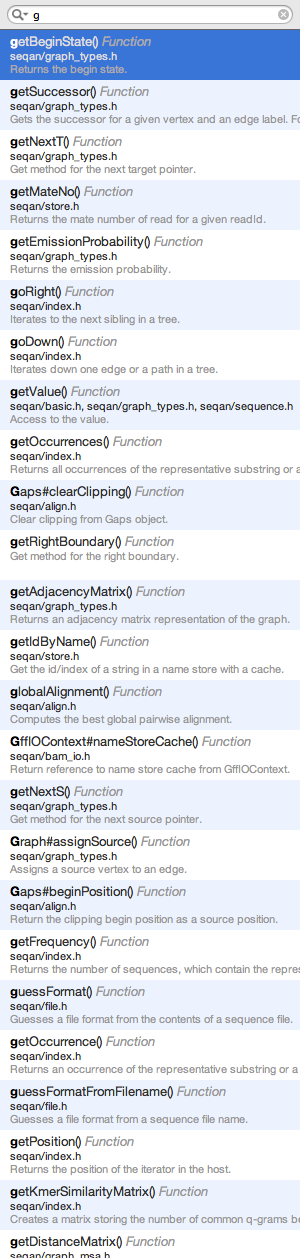 g
getBeginState() Function
seqan/graph_types.h
Returns the begin state.
getSuccessor() Function
seqan/graph_types.h
Gets the successor for a given vertex and an edge label. Fo
getNextT() Function
seqan/graph_types.h
Get method for the next target pointer.
getMateNo() Function
seqan/store.h
Returns the mate number of read for a given readId.
getEmissionProbability() Function
seqan/graph_types.h
Returns the emission probability.
goRight() Function
seqan/index.h
Iterates to the next sibling in a tree.
goDown() Function
seqan/index.h
Iterates down one edge or a path in a tree.
getValue() Function
seqan/basic.h, seqan/graph_types.h, seqan/sequence.h
Access to the value.
getOccurrences() Function
seqan/index.h
Returns all occurrences of the representative substring or a
Gaps#clearClipping() Function
seqan/align.h
Clear clipping from Gaps object.
getRightBoundary() Function
Get method for the right boundary.
getAdjacencyMatrix() Function
seqan/graph_types.h
Returns an adjacency matrix representation of the graph.
getIdByName() Function
seqan/store.h
Get the id/index of a string in a name store with a cache.
globalAlignment() Function
seqan/align.h
Computes the best global pairwise alignment.
GffIOContext#nameStoreCache() Function
seqan/bam_io.h
Return reference to name store cache from GffIOContext.
getNextS() Function
seqan/graph_types.h
Get method for the next source pointer.
Graph#assignSource() Function
seqan/graph_types.h
Assigns a source vertex to an edge.
Gaps#beginPosition() Function
seqan/align.h
Return the clipping begin position as a source position.
getFrequency() Function
seqan/index.h
Returns the number of sequences, which contain the repres
guessFormat() Function
seqan/file.h
Guesses a file format from the contents of a sequence file.
getOccurrence() Function
seqan/index.h
Returns an occurrence of the representative substring or a
guessFormatFromFilename() Function
seqan/file.h
Guesses a file format from a sequence file name.
getPosition() Function
seqan/index.h
Returns the position of the iterator in the host.
getKmerSimilarityMatrix() Function
seqan/index.h
Creates a matrix storing the number of common q-grams be
getDistanceMatrix() Function
seqan/graph_msa.h